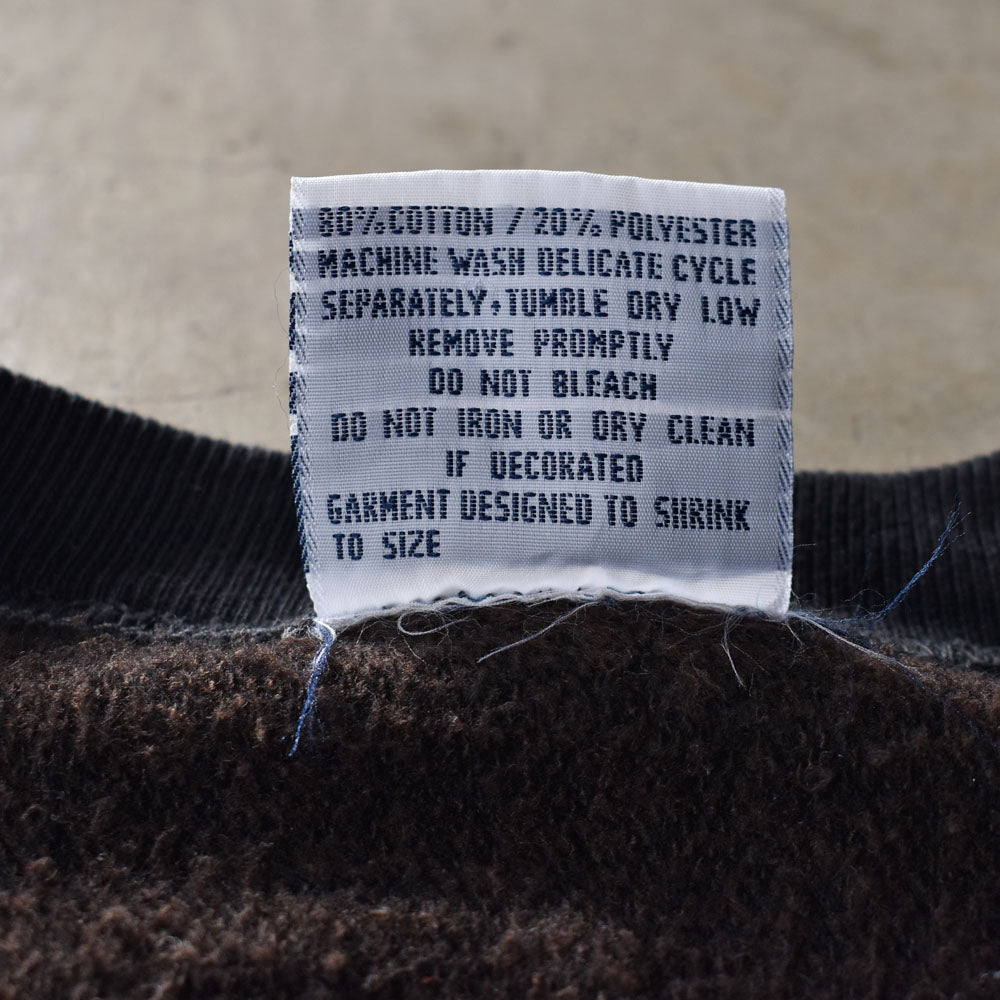 80% COTTON / 20% POLYESTER
MACHINE WASH DELICATE CYCLE
SEPARATELY. TUMBLE DRY LOW
REMOVE PROMPTLY
DO NOT BLEACH
DO NOT IRON OR DRY CLEAN
IF DECORATED
GARMENT DESIGNED TO SHRINK
TO SIZE